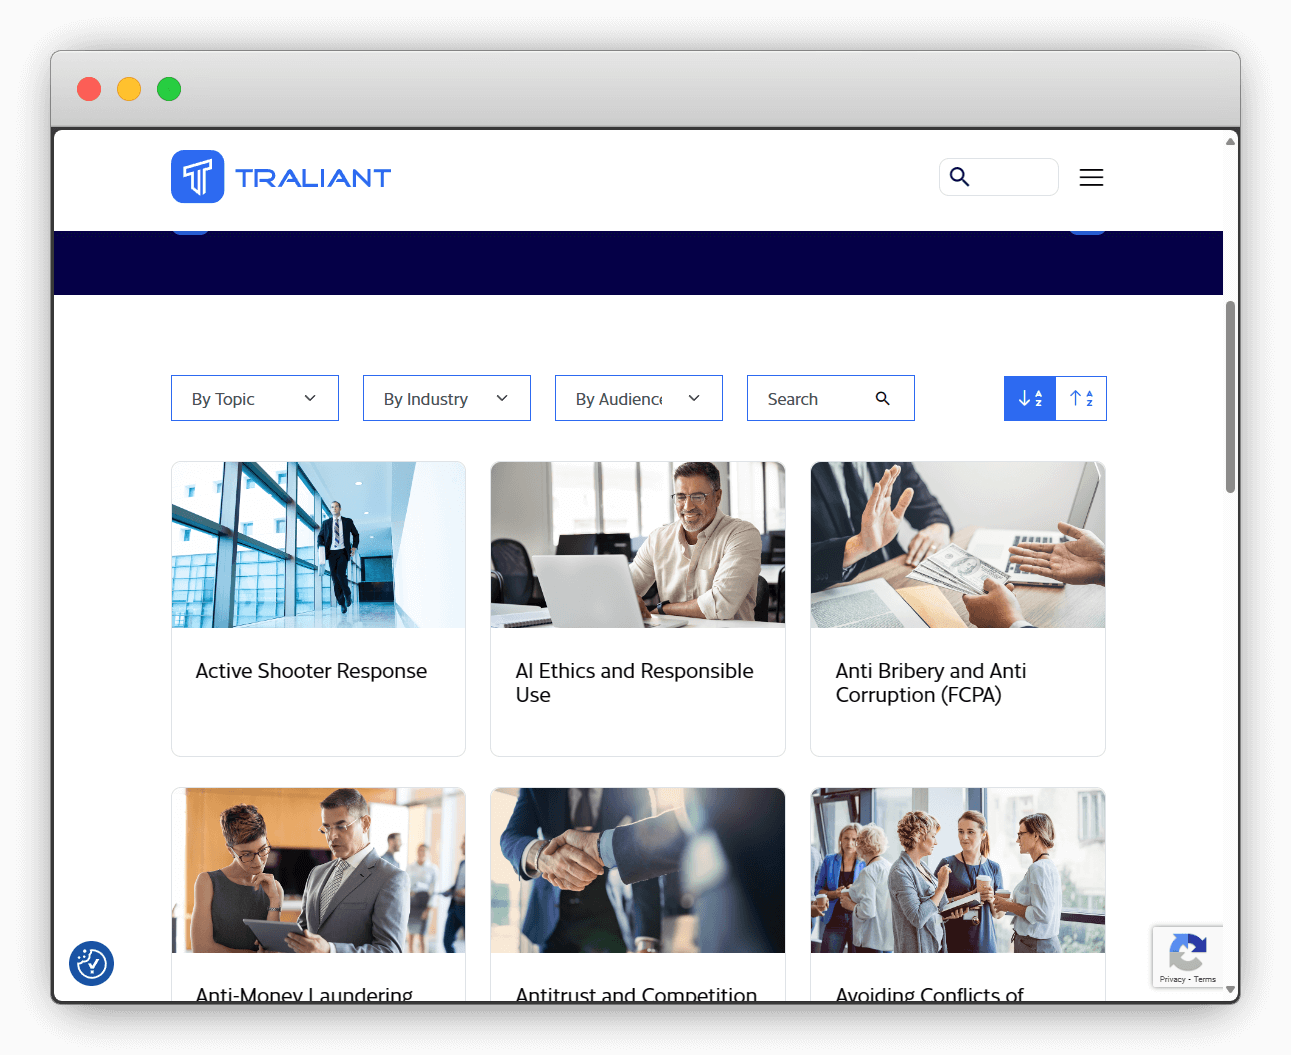 TRALIANT
By Topic
By Industry
By Audienc
Search
A
Z
A
Z
Active Shooter Response
AI Ethics and Responsible
Use
Anti Bribery and Anti
Corruption (FCPA)
Anti-Money Laundering
Antitrust and Competition
Avoiding Conflicts of
Privacy - Terms